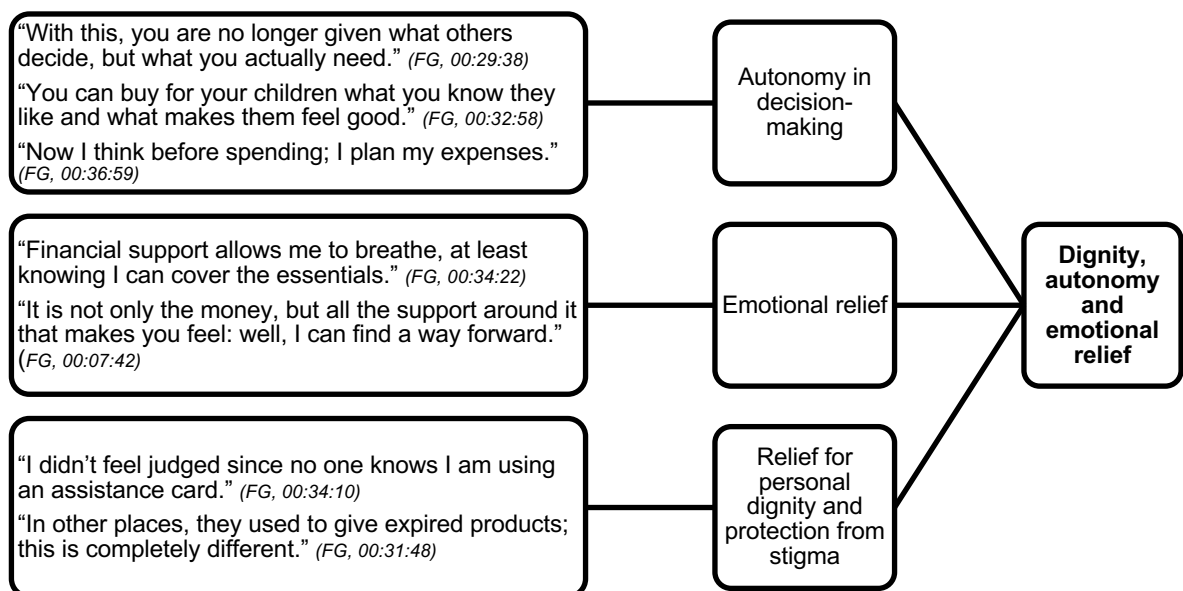 “With this, you are no longer given what others
decide, but what you actually need.” (FG, 00:29:38)
“You can buy for your children what you know they
like and what makes them feel good.” (FG, 00:32:58)
“Now I think before spending; I plan my expenses.”
(FG, 00:36:59)
Autonomy in
decision-
making
“Financial support allows me to breathe, at least
knowing I can cover the essentials.” (FG, 00:34:22)
“It is not only the money, but all the support around it
that makes you feel: well, I can find a way forward.”
(FG, 00:07:42)
Emotional relief
“I didn’t feel judged since no one knows I am using
an assistance card.” (FG, 00:34:10)
“In other places, they used to give expired products;
this is completely different.” (FG, 00:31:48)
Relief for
personal
dignity and
protection from
stigma
Dignity,
autonomy
and
emotional
relief